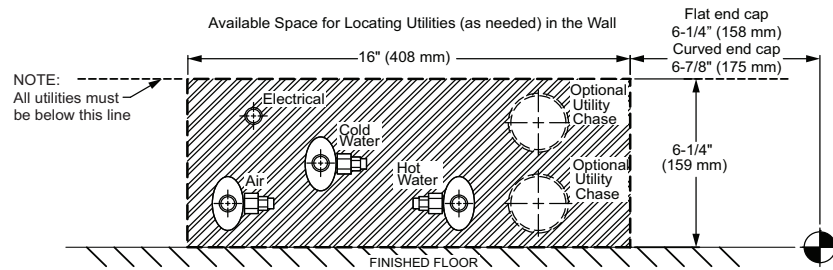 Available Space for Locating Utilities (as needed) in the Wall
Flat end cap
6-1/4" (158 mm)
Curved end cap
6-7/8" (175 mm)
16" (408 mm)
NOTE:
All utilities must
be below this line
Electrical
Optional
Utility
Chase
Cold
Water
6-1/4"
(159 mm)
Air
Hot
Water
Optional
Utility
Chase
FINISHED FLOOR